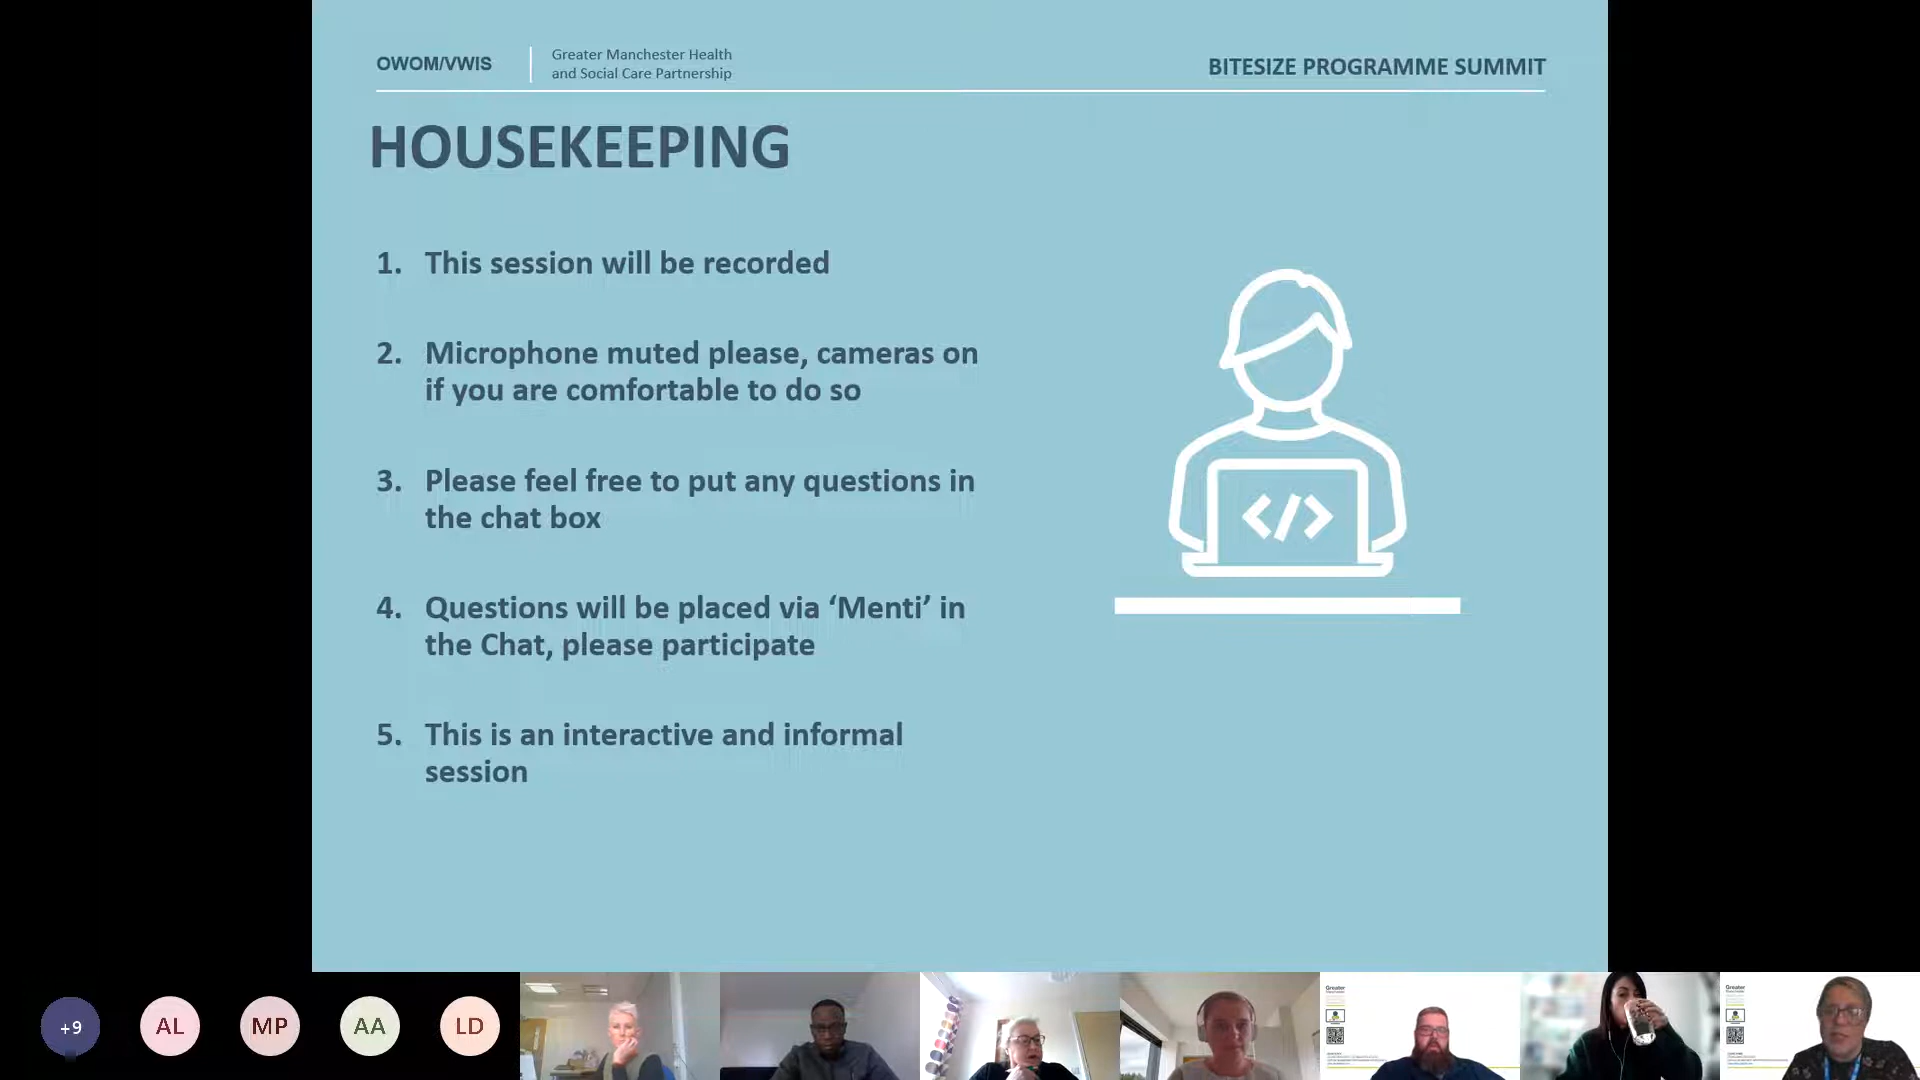 OWOM/VWIS
Greater Manchester Health
and Social Care Partnership
BITESIZE PROGRAMME SUMMIT
HOUSEKEEPING
1. This session will be recorded
2. Microphone muted please, cameras on
if you are comfortable to do so
3. Please feel free to put any questions in
the chat box
4. Questions will be placed via ‘Menti’ in
the Chat, please participate
5. This is an interactive and informal
session
</>
+9
AL
MP
AA
LD
Greater
Greater